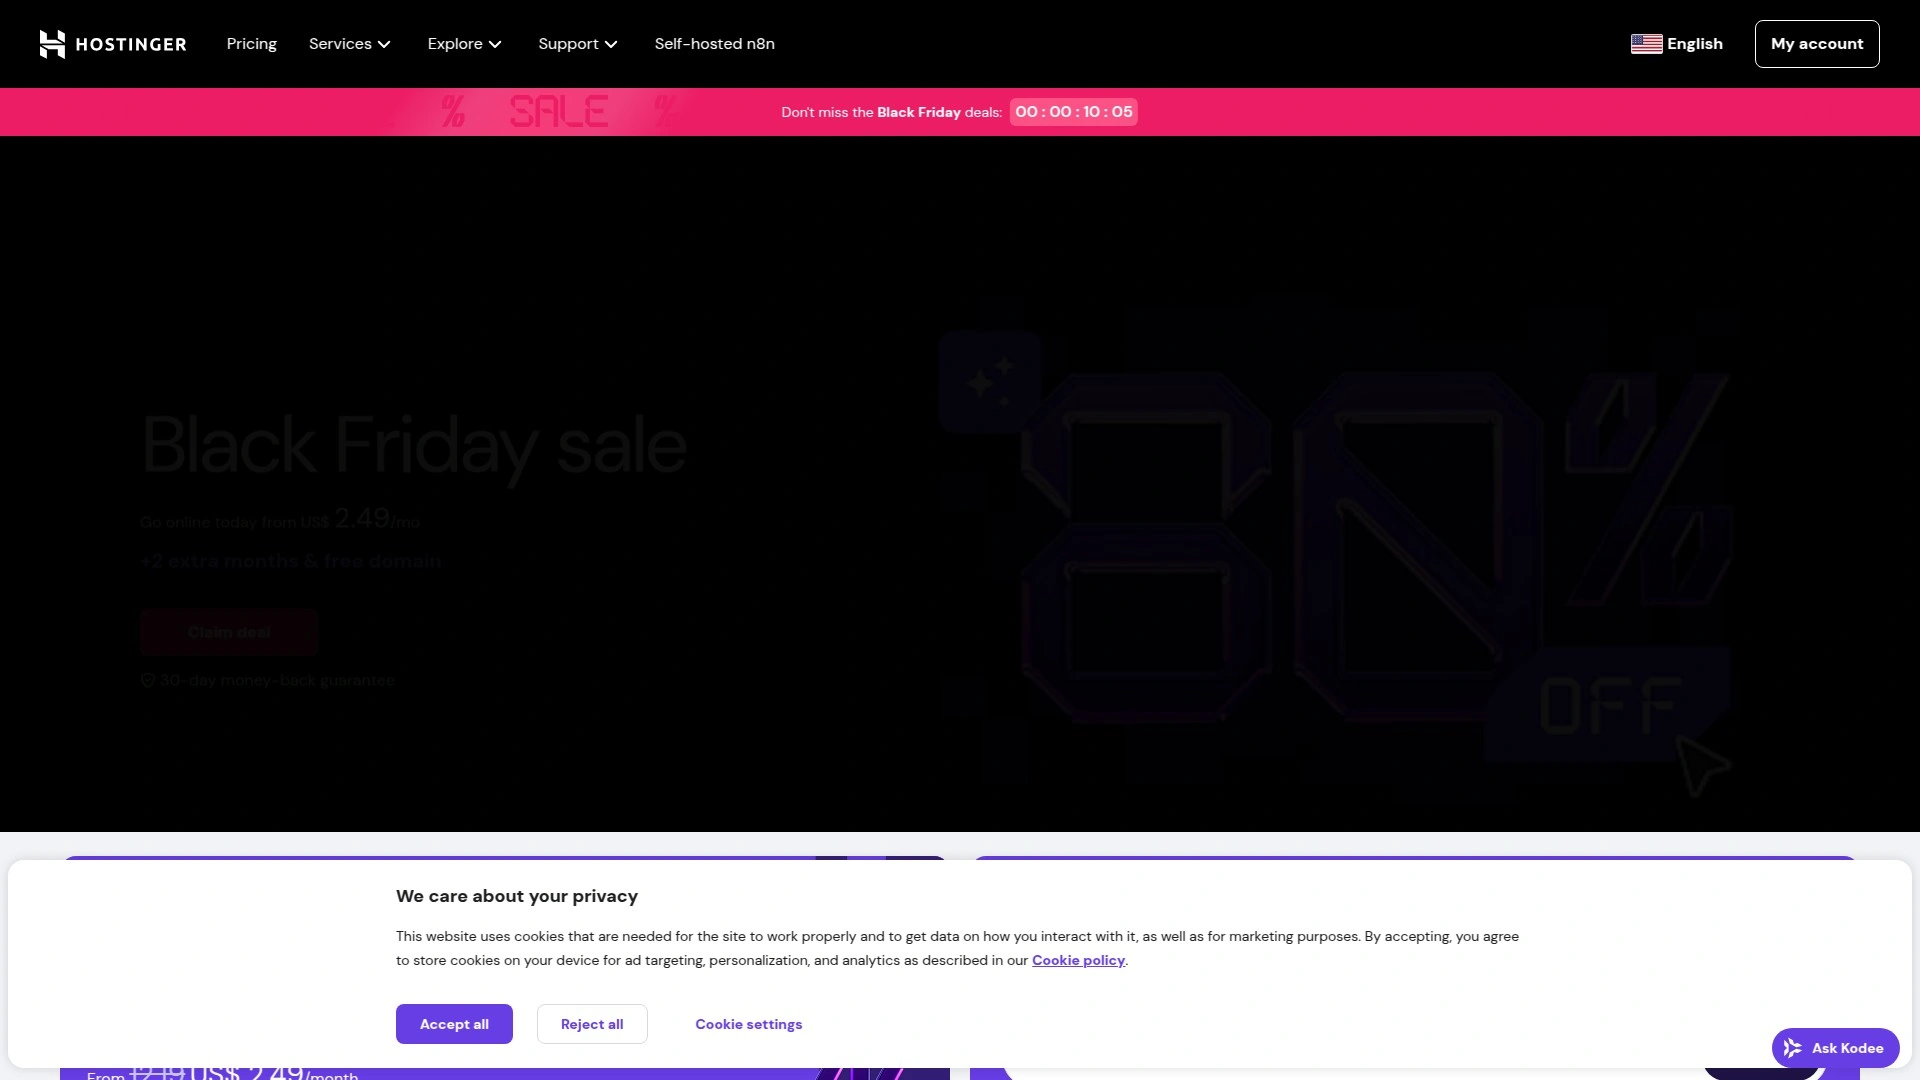 HOSTINGER
Pricing
Services
Explore
Support
Self-hosted n8n
English
My account
% SALE %
Don't miss the Black Friday deals: 00 : 00 : 10 : 05
Black Friday sale
Go online today from US$ 2.49/mo
+2 extra months & free domain
Claim deal
30-day money-back guarantee
80%
OFF
We care about your privacy
This website uses cookies that are needed for the site to work properly and to get data on how you interact with it, as well as for marketing purposes. By accepting, you agree
to store cookies on your device for ad targeting, personalization, and analytics as described in our Cookie policy.
Accept all
Reject all
Cookie settings
Ask Kodee
From 12.19 US$ 2.49/month